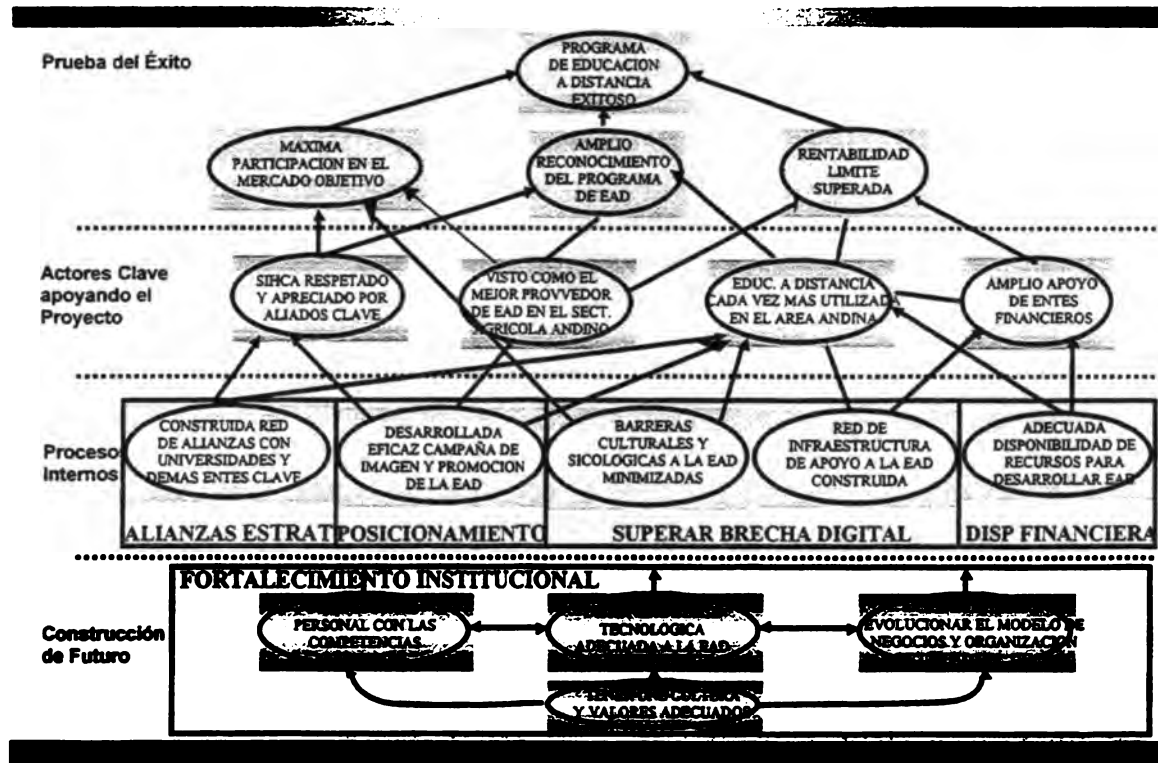 Prueba del Éxito
PROGRAMA
DE EDUCACION
A DISTANCIA
EXITOSO
MAXIMA
PARTICIPACION EN EL
MERCADO OBJETIVO
AMPLIO
RECONOCIMIENTO
DEL PROGRAMA
DE EAD
RENTABILIDAD
LIMITE
SUPERADA
Actores Clave
apoyando el
Proyecto
SIHCA RESPETADO
Y APRECIADO POR
ALIADOS CLAVE
VISTO COMO EL
MEJOR PROVVEDOR
DE EAD EN EL SECT.
AGRICOLA ANDINO
EDUC. A DISTANCIA
CADA VEZ MAS UTILIZADA
EN EL AREA ANDINA
AMPLIO APOYO
DE ENTES
FINANCIEROS
Procesos
Internos
CONSTRUIDA RED
DE ALIANZAS CON
UNIVERSIDADES Y
DEMAS ENTES CLAVE
DESARROLLADA
EFICAZ CAMPAÑA DE
IMAGEN Y PROMOCION
DE LA EAD
BARRERAS
CULTURALES Y
SICOLOGICAS A LA EAD
MINIMIZADAS
RED DE
INFRAESTRUCTURA
DE APOYO A LA EAD
CONSTRUIDA
ADECUADA
DISPONIBILIDAD DE
RECURSOS PARA
DESARROLLAR EAD
ALIANZAS ESTRAT
POSICIONAMIENTO
SUPERAR BRECHA DIGITAL
DISP FINANCIERA
FORTALECIMIENTO INSTITUCIONAL
Construcción
de Futuro
PERSONAL CON LAS
COMPETENCIAS
TECNOLOGICA
ADECUADA A LA EAD
EVOLUCIONAR EL MODELO DE
NEGOCIOS Y ORGANIZACIÓN
Y VALORES ADECUADOS